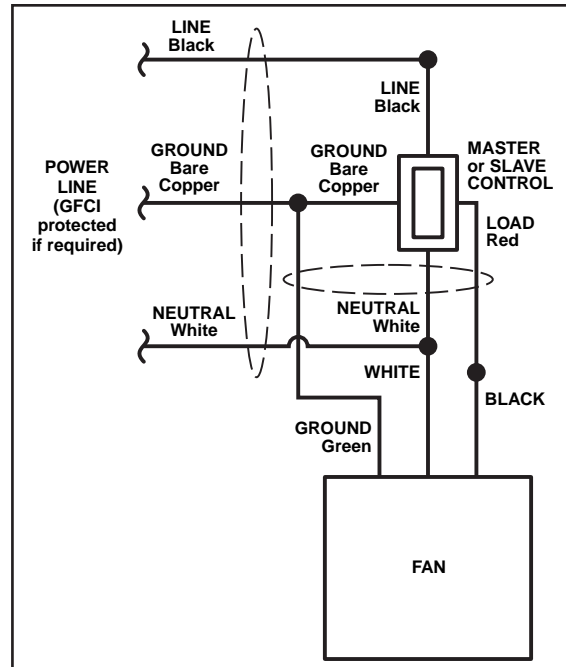 LINE
Black
LINE
Black
GROUND
Bare
Copper
GROUND
Bare
Copper
MASTER
or SLAVE
CONTROL
POWER
LINE
(GFCI
protected
if required)
LOAD
Red
NEUTRAL
White
NEUTRAL
White
WHITE
BLACK
GROUND
Green
FAN